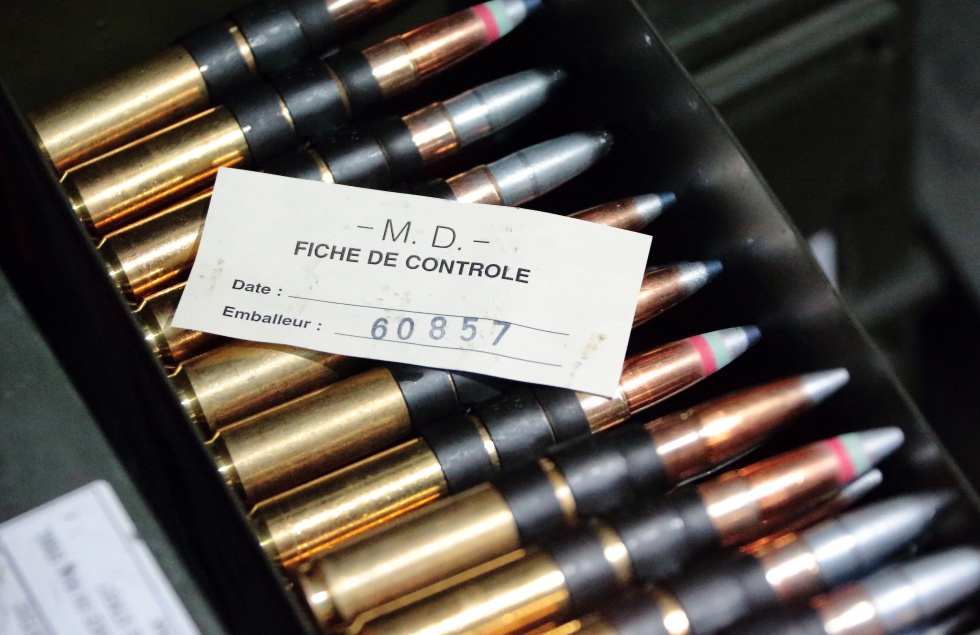 - M. D. -
FICHE DE CONTROLE
Date :
Emballeur : 60857